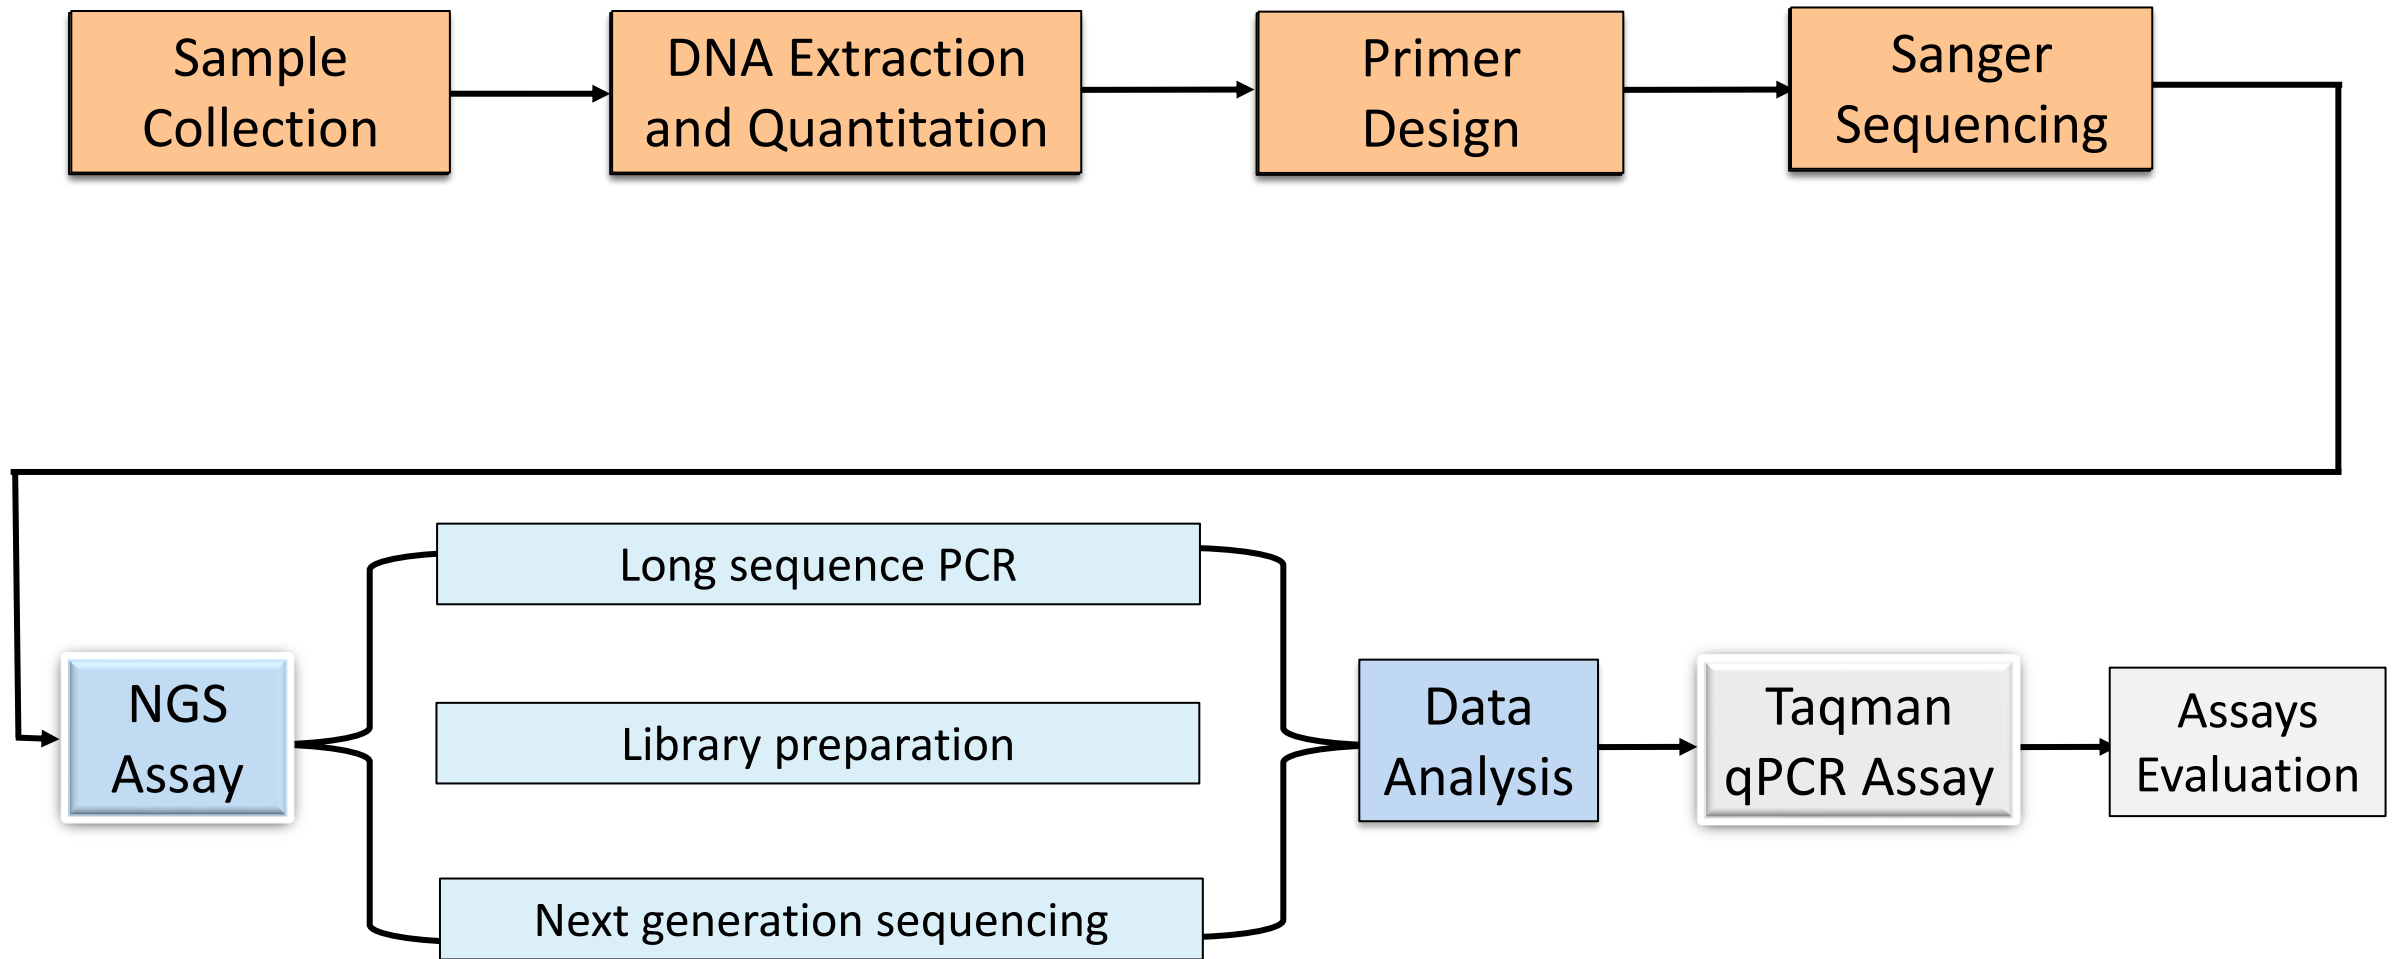 Sample
Collection
DNA Extraction
and Quantitation
Primer
Design
Sanger
Sequencing
NGS
Assay
Long sequence PCR
Library preparation
Next generation sequencing
Data
Analysis
Taqman
qPCR Assay
Assays
Evaluation